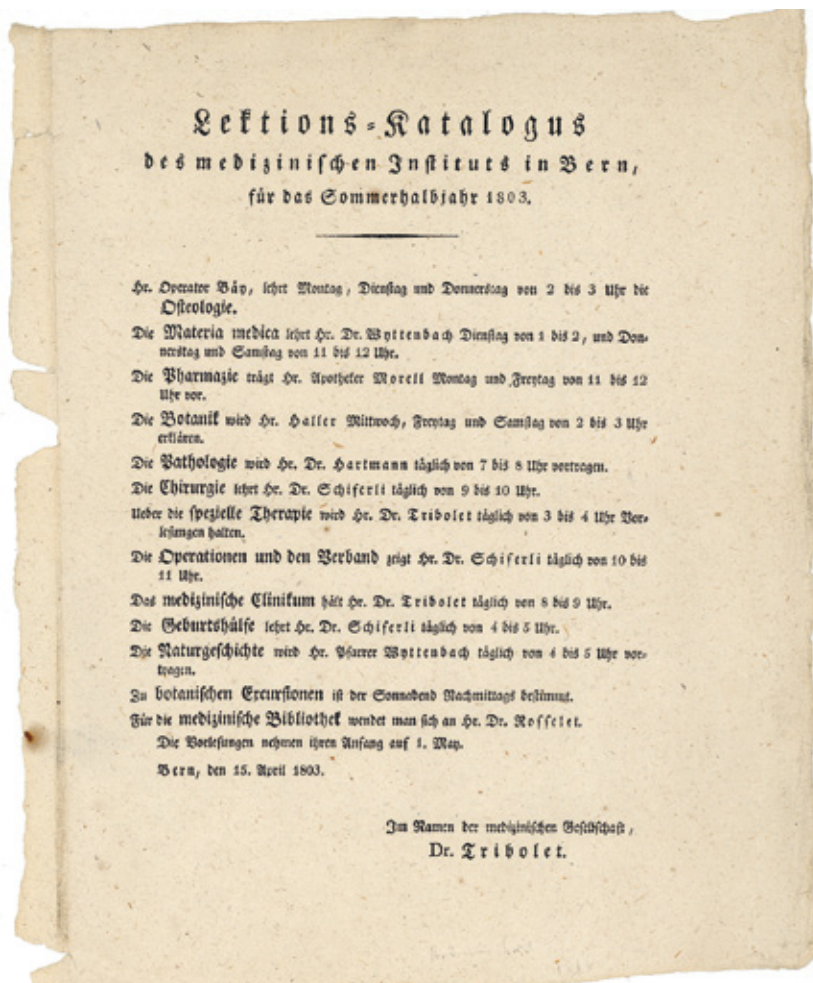 Lektions-Katalogus
des medizinischen Instituts in Bern,
für das Sommerhalbjahr 1803.
Hr. Operator Bäy, lehrt Montag, Dienstag und Donnerstag von 2 bis 3 Uhr die
Osteologie.
Die Materia medica lehrt Hr. Dr. Wyttenbach Dienstag von 1 bis 2, und Don-
nerstag und Samstag von 11 bis 12 Uhr.
Die Pharmazie trägt Hr. Apotheker Morell Montag und Freytag von 11 bis 12
Uhr vor.
Die Botanik wird Hr. Haller Mittwoch, Freytag und Samstag von 2 bis 3 Uhr
erklären.
Die Pathologie wird Hr. Dr. Hartmann täglich von 7 bis 8 Uhr vortragen.
Die Chirurgie lehrt Hr. Dr. Schiferli täglich von 9 bis 10 Uhr.
Ueber die spezielle Therapie wird Hr. Dr. Tribolet täglich von 3 bis 4 Uhr Vor-
lesungen halten.
Die Operationen und den Verband zeigt Hr. Dr. Schiferli täglich von 10 bis
11 Uhr.
Das medizinische Clinikum hält Hr. Dr. Tribolet täglich von 8 bis 9 Uhr.
Die Geburtshülfe lehrt Hr. Dr. Schiferli täglich von 4 bis 5 Uhr.
Die Naturgeschichte wird Hr. Pfarrer Wyttenbach täglich von 4 bis 5 Uhr vor-
tragen.
Zu botanischen Excursionen ist der Sonnabend Nachmittags bestimmt.
Für die medizinische Bibliothek wendet man sich an Hr. Dr. Rosselet.
Die Vorlesungen nehmen ihren Anfang auf 1. May.
Bern, den 15. April 1803.
Im Namen der medizinischen Gesellschaft,
Dr. Tribolet.